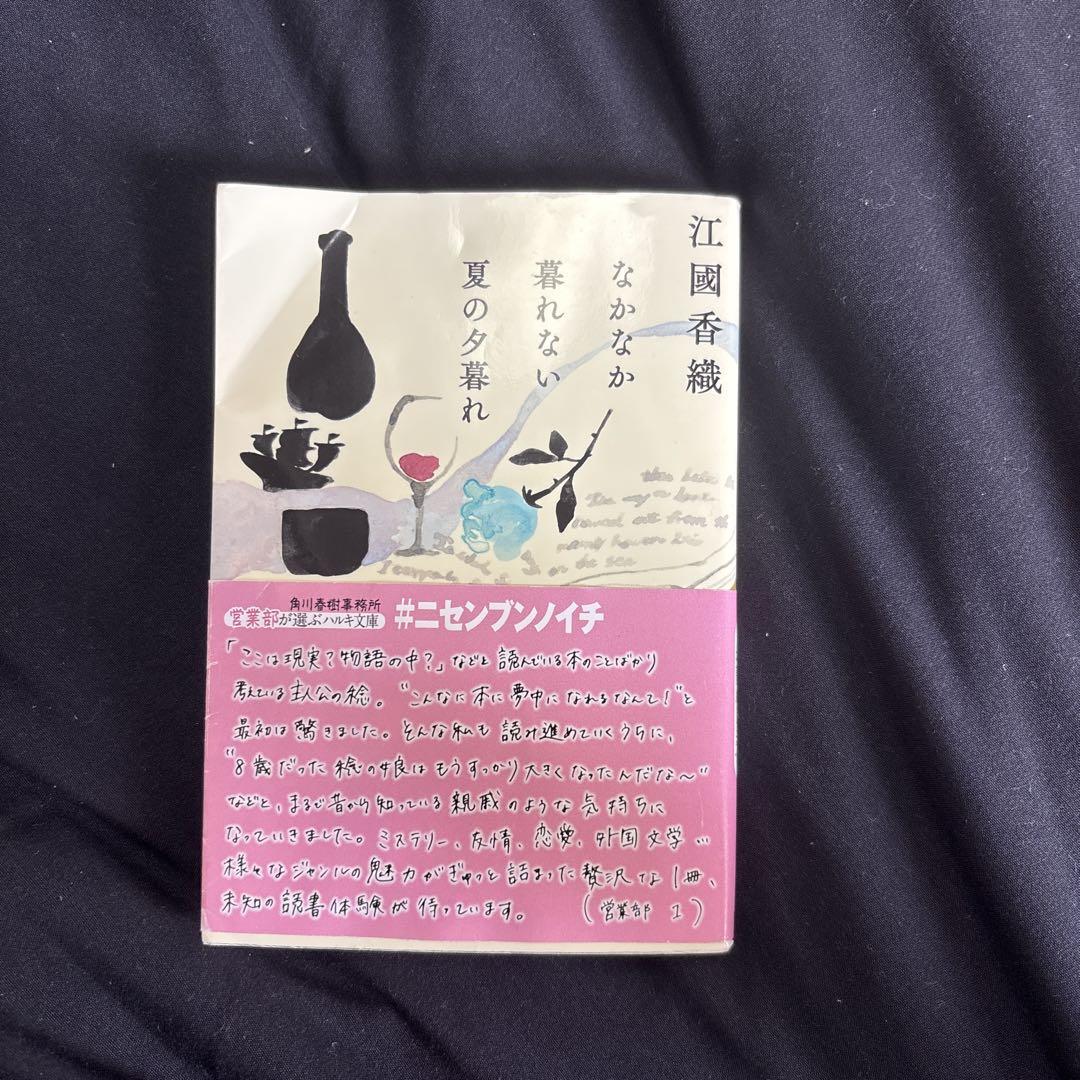 江國香織
なかなか
暮れない
夏の夕暮れ
角川春樹事務所
営業部が選ぶハルキ文庫
#ニセンブンノイチ
「ここは現実?物語の中?」などと読んでいる本のことばかり
考えている主人公の稔。"こんなに本に夢中になれるなんて!"と
最初は驚きました。そんな私も読み進めていくうちに、
"8歳だった稔の娘はもうすっかり大きくなったんだな〜"
などと、まるで昔から知っている親戚のような気持ちに
なっていきました。ミステリー、友情、恋愛、外国文学…
様々なジャンルの魅力がぎゅっと詰まった贅沢な1冊、
未知の読書体験が待っています。(営業部 I)
from the
on the sea